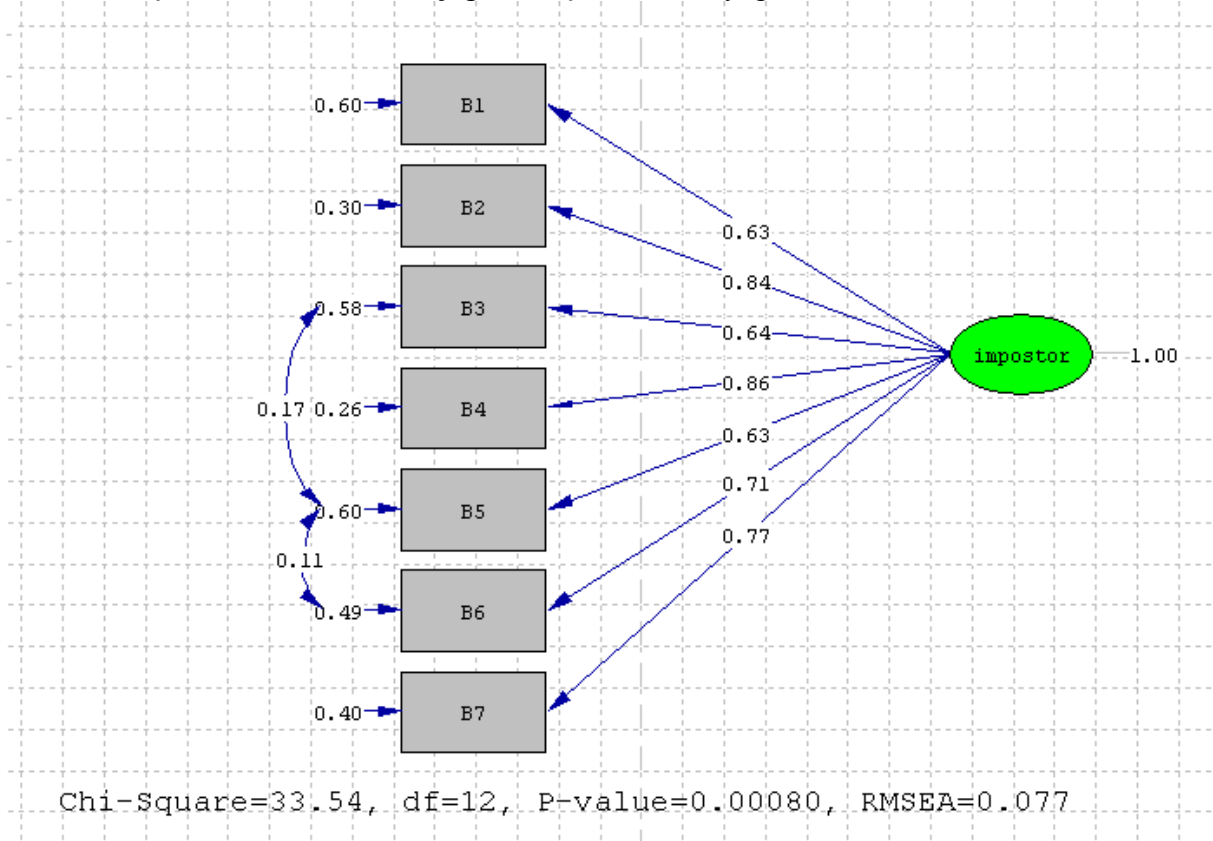 0.60 B1
0.63
0.30 B2
0.84
0.58 B3
0.64
impostor 1.00
0.86
0.17 0.26 B4
0.63
0.71
0.60 B5
0.77
0.11
0.49 B6
0.40 B7
Chi-Square=33.54, df=12, P-value=0.00080, RMSEA=0.077